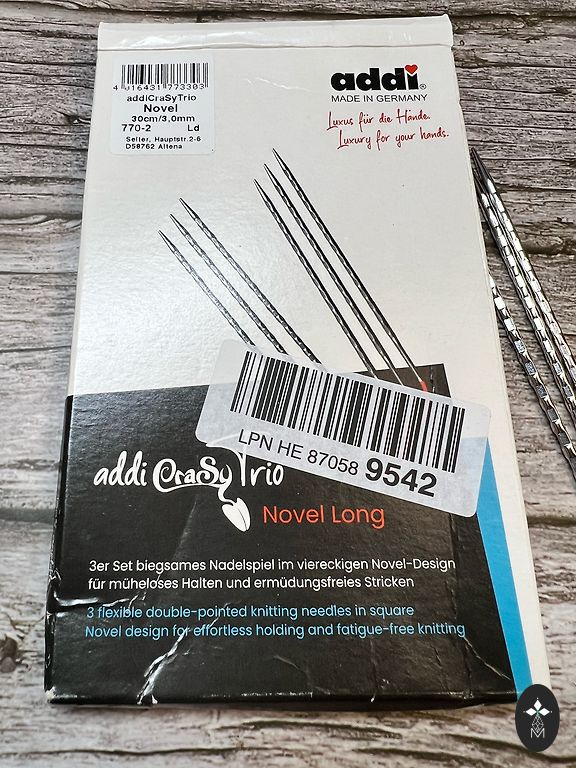 4 016431 773303
addiCraSyTrio
Novel
30cm/3,0mm
770-2 Ld
Selter, Hauptstr.2-6
D58762 Altena
addi®
MADE IN GERMANY
Luxus für die Hände.
Luxury for your hands.
LPN HE 87058 9542
addi CraSy Trio
Novel Long
3er Set biegsames Nadelspiel im viereckigen Novel-Design
für müheloses Halten und ermüdungsfreies Stricken
3 flexible double-pointed knitting needles in square
Novel design for effortless holding and fatigue-free knitting
M